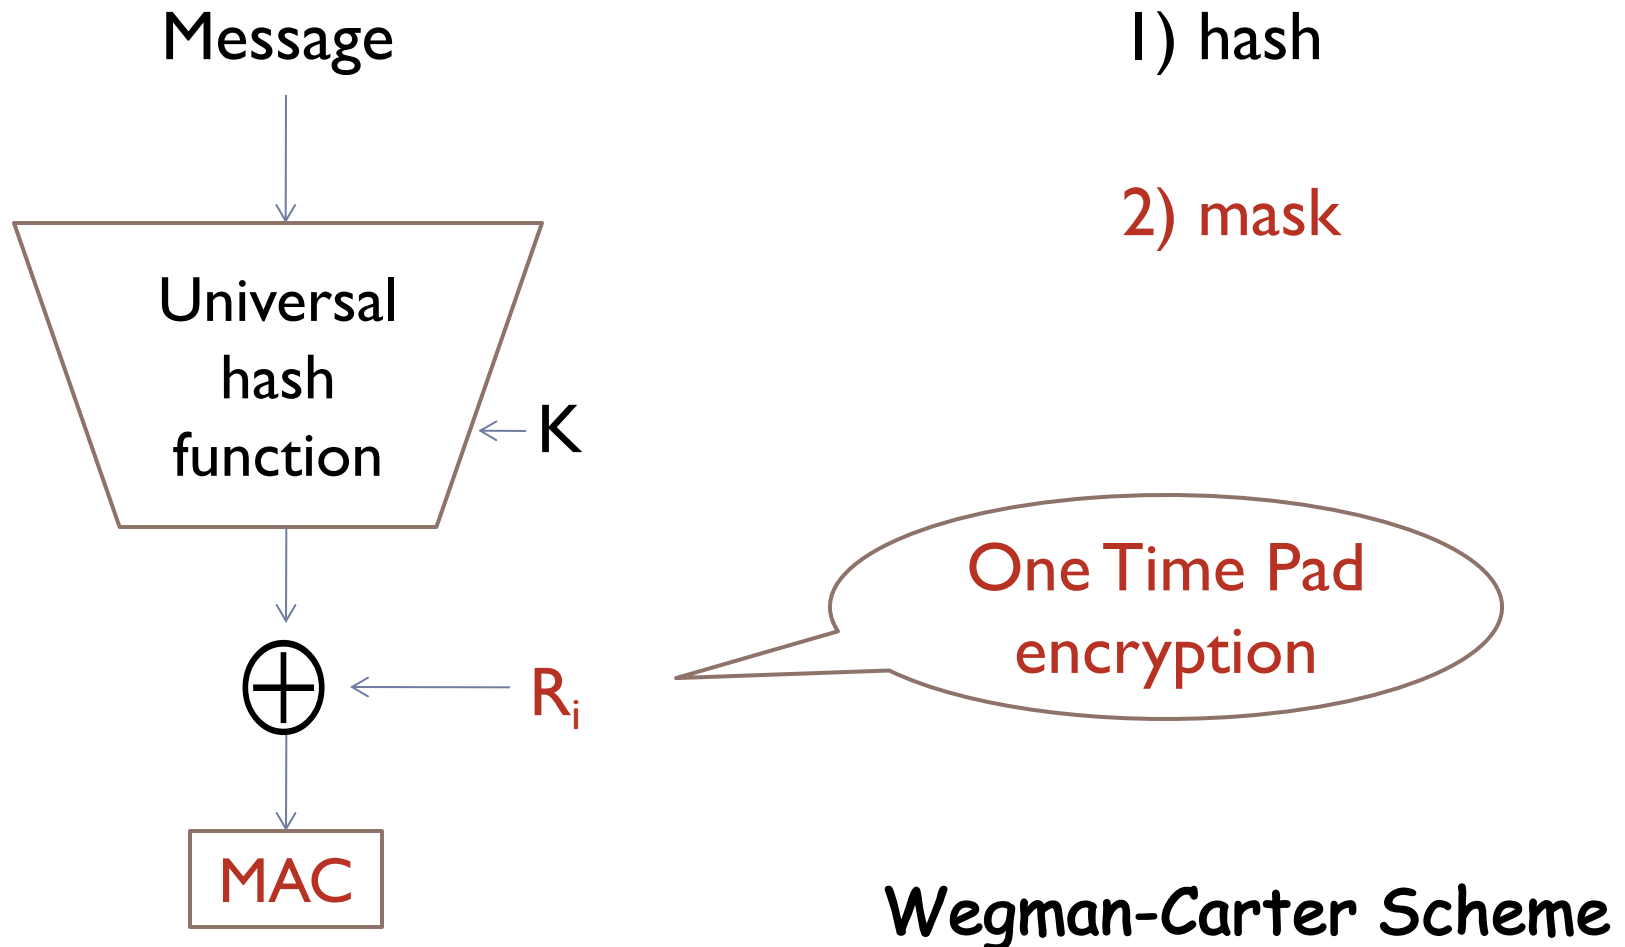 Message
1) hash
2) mask
Universal
hash
function
K
One Time Pad
encryption
Ri
MAC
Wegman-Carter Scheme